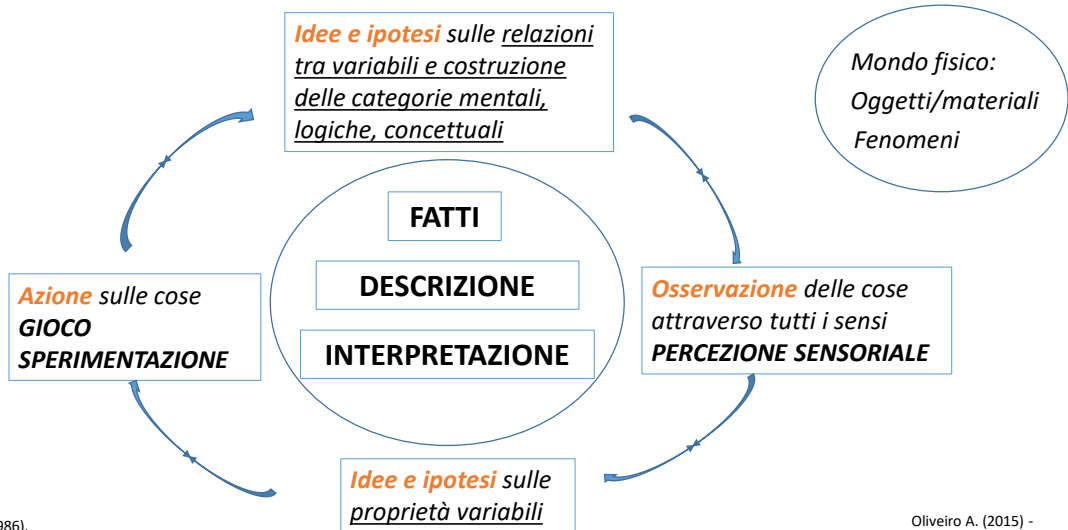 Idee e ipotesi sulle relazioni
tra variabili e costruzione
delle categorie mentali,
logiche, concettuali
Mondo fisico:
Oggetti/materiali
Fenomeni
FATTI
DESCRIZIONE
INTERPRETAZIONE
Azione sulle cose
GIOCO
SPERIMENTAZIONE
Osservazione delle cose
attraverso tutti i sensi
PERCEZIONE SENSORIALE
Idee e ipotesi sulle
proprietà variabili
986).
Oliveiro A. (2015) -